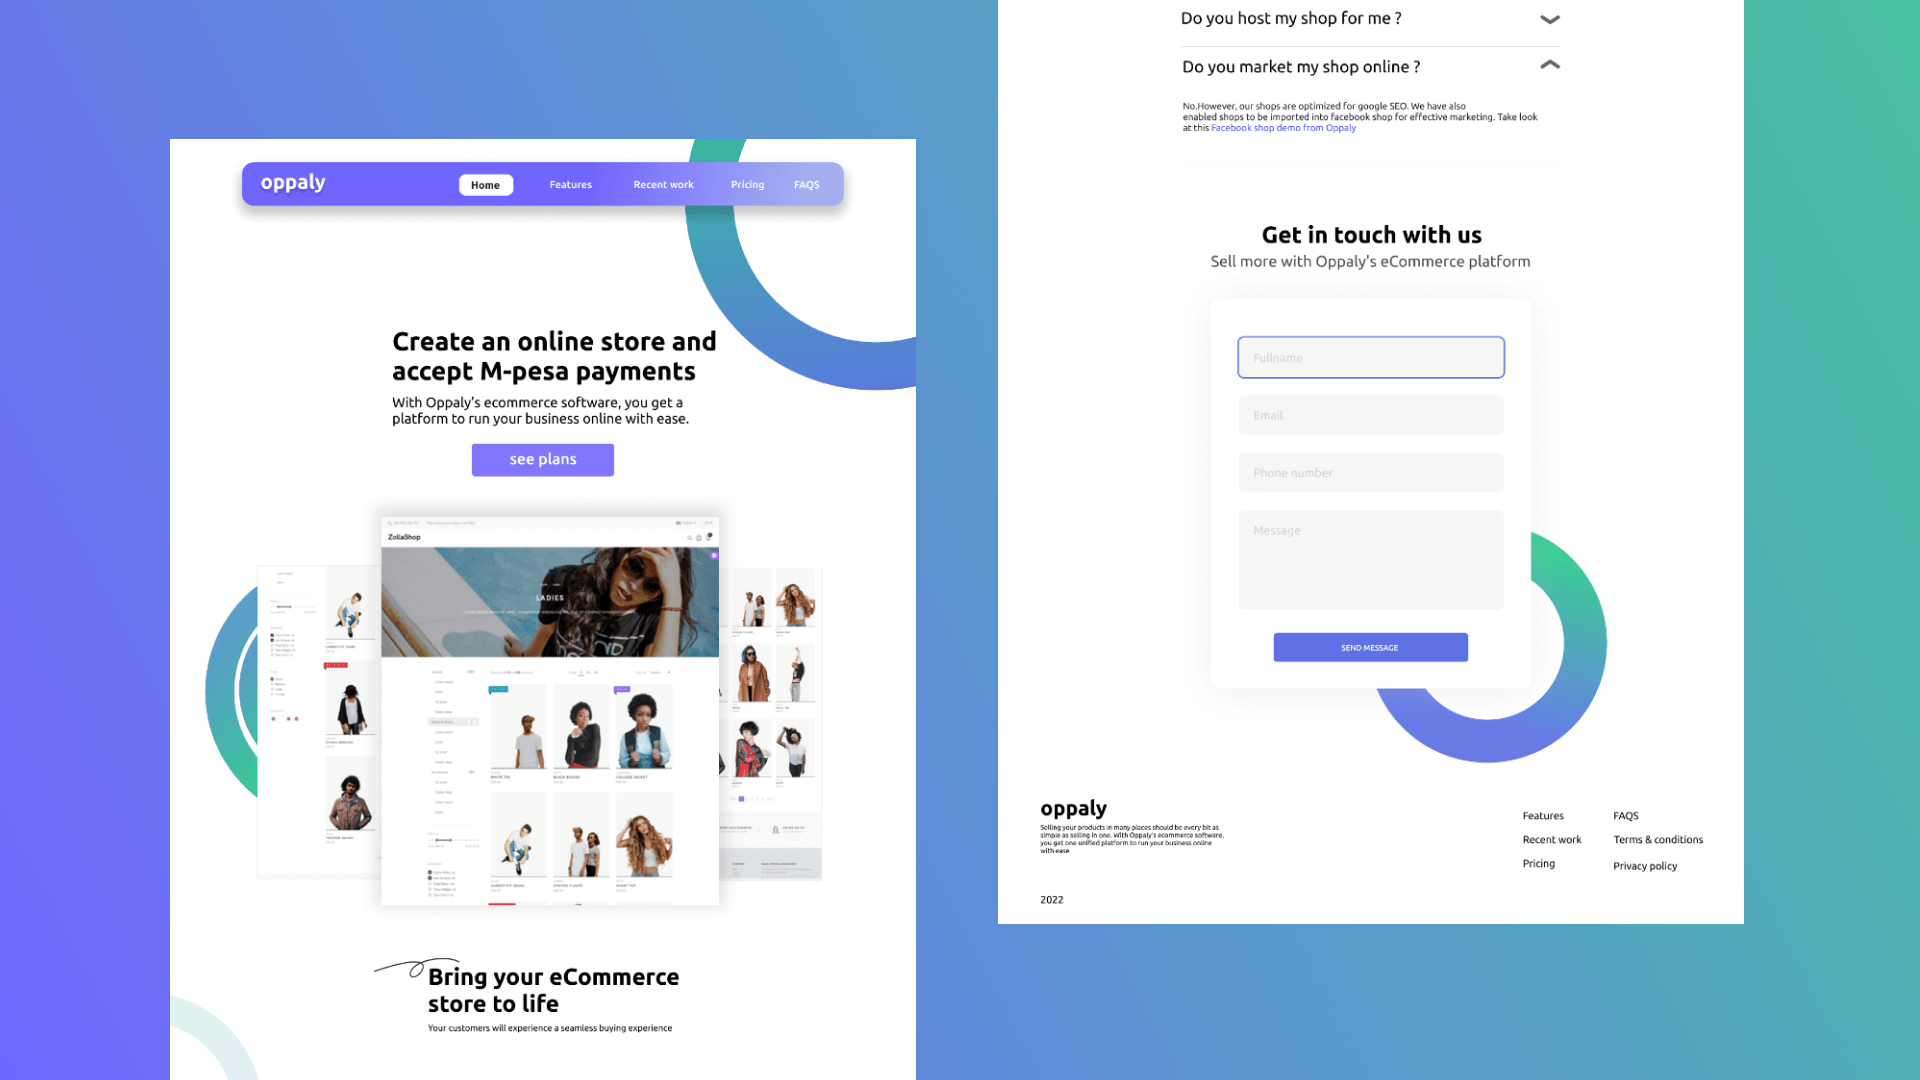 oppaly
Home
Features
Recent work
Pricing
FAQS
Create an online store and
accept M-pesa payments
With Oppaly's ecommerce software, you get a
platform to run your business online with ease.
see plans
ZoliaShop
LADIES
WHITE TEE
BLACK BLOUSE
COLLEGE JACKET
Bring your eCommerce
store to life
Your customers will experience a seamless buying experience
Do you host my shop for me ?
Do you market my shop online ?
No.However, our shops are optimized for google SEO. We have also
enabled shops to be imported into facebook shop for effective marketing. Take look
at this Facebook shop demo from Oppaly
Get in touch with us
Sell more with Oppaly's eCommerce platform
Fullname
Email
Phone number
Message
SEND MESSAGE
oppaly
Selling your products in many places should be every bit as
simple as selling in one. With Oppaly's ecommerce software,
you get one unified platform to run your business online
with ease
Features
Recent work
Pricing
FAQS
Terms & conditions
Privacy policy
2022